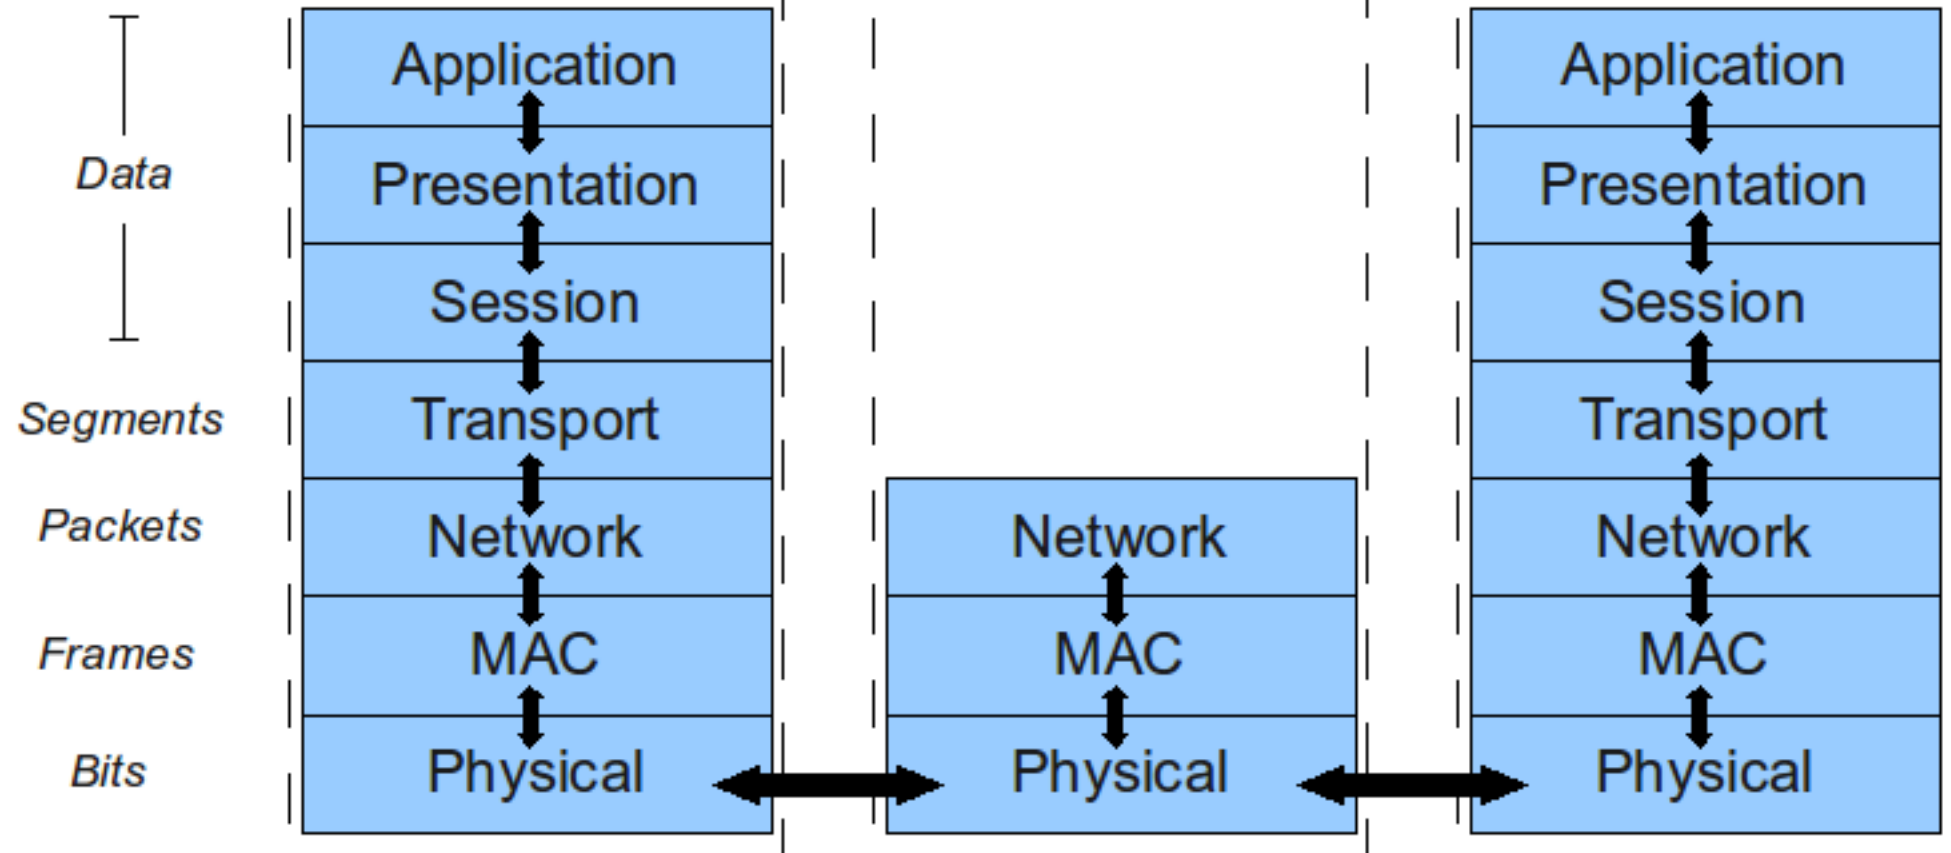 Data
Segments
Packets
Frames
Bits
Application
Presentation
Session
Transport
Network
MAC
Physical
Network
MAC
Physical
Application
Presentation
Session
Transport
Network
MAC
Physical